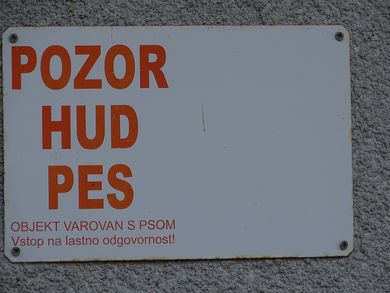 POZOR
HUD
PES
OBJEKT VAROVAN S PSOM
Vstop na lastno odgovornost!